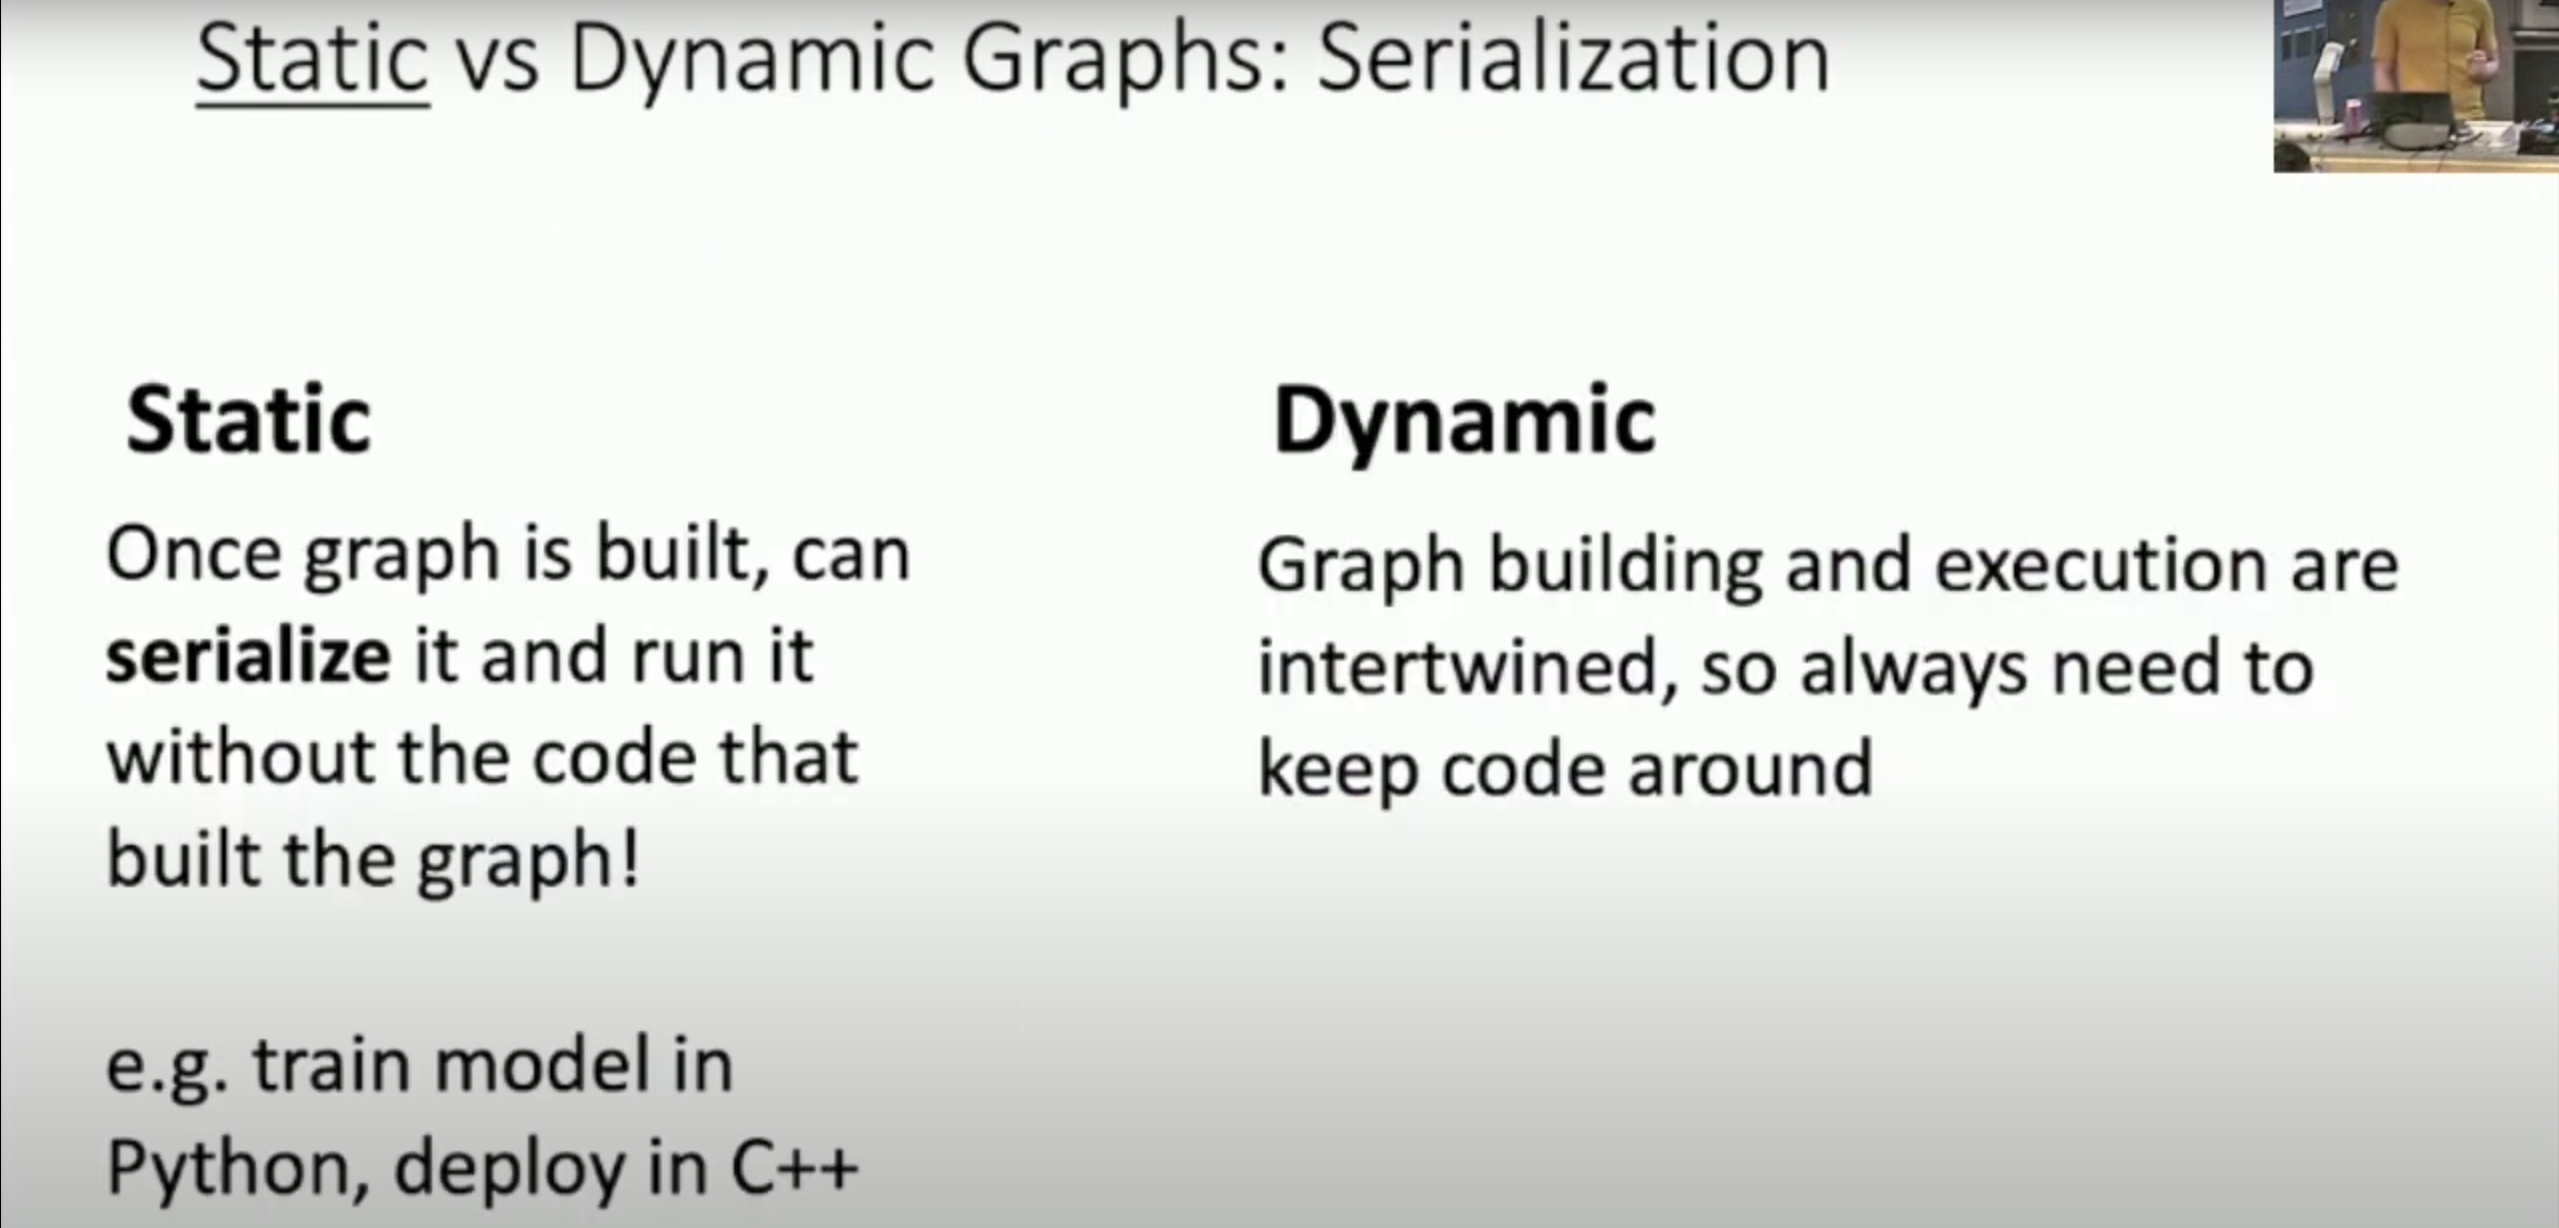 Static vs Dynamic Graphs: Serialization
Static
Once graph is built, can
serialize it and run it
without the code that
built the graph!
e.g. train model in
Python, deploy in C++
Dynamic
Graph building and execution are
intertwined, so always need to
keep code around